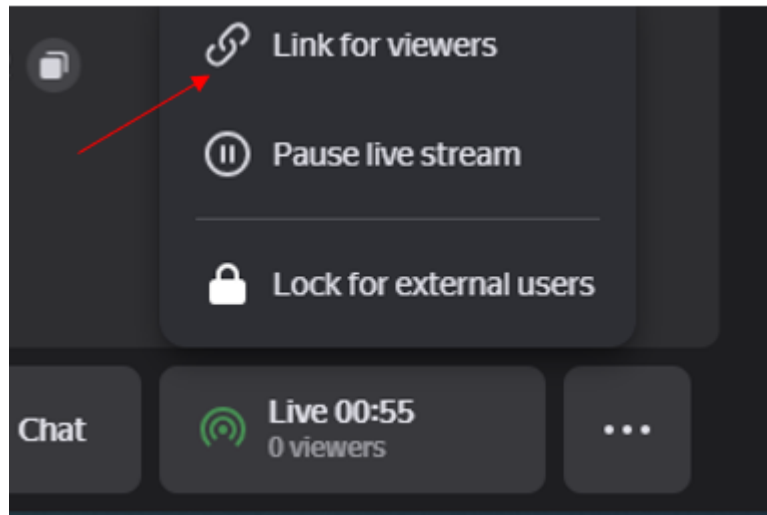 Link for viewers
Pause live stream
Lock for external users
Chat
Live 00:55
0 viewers